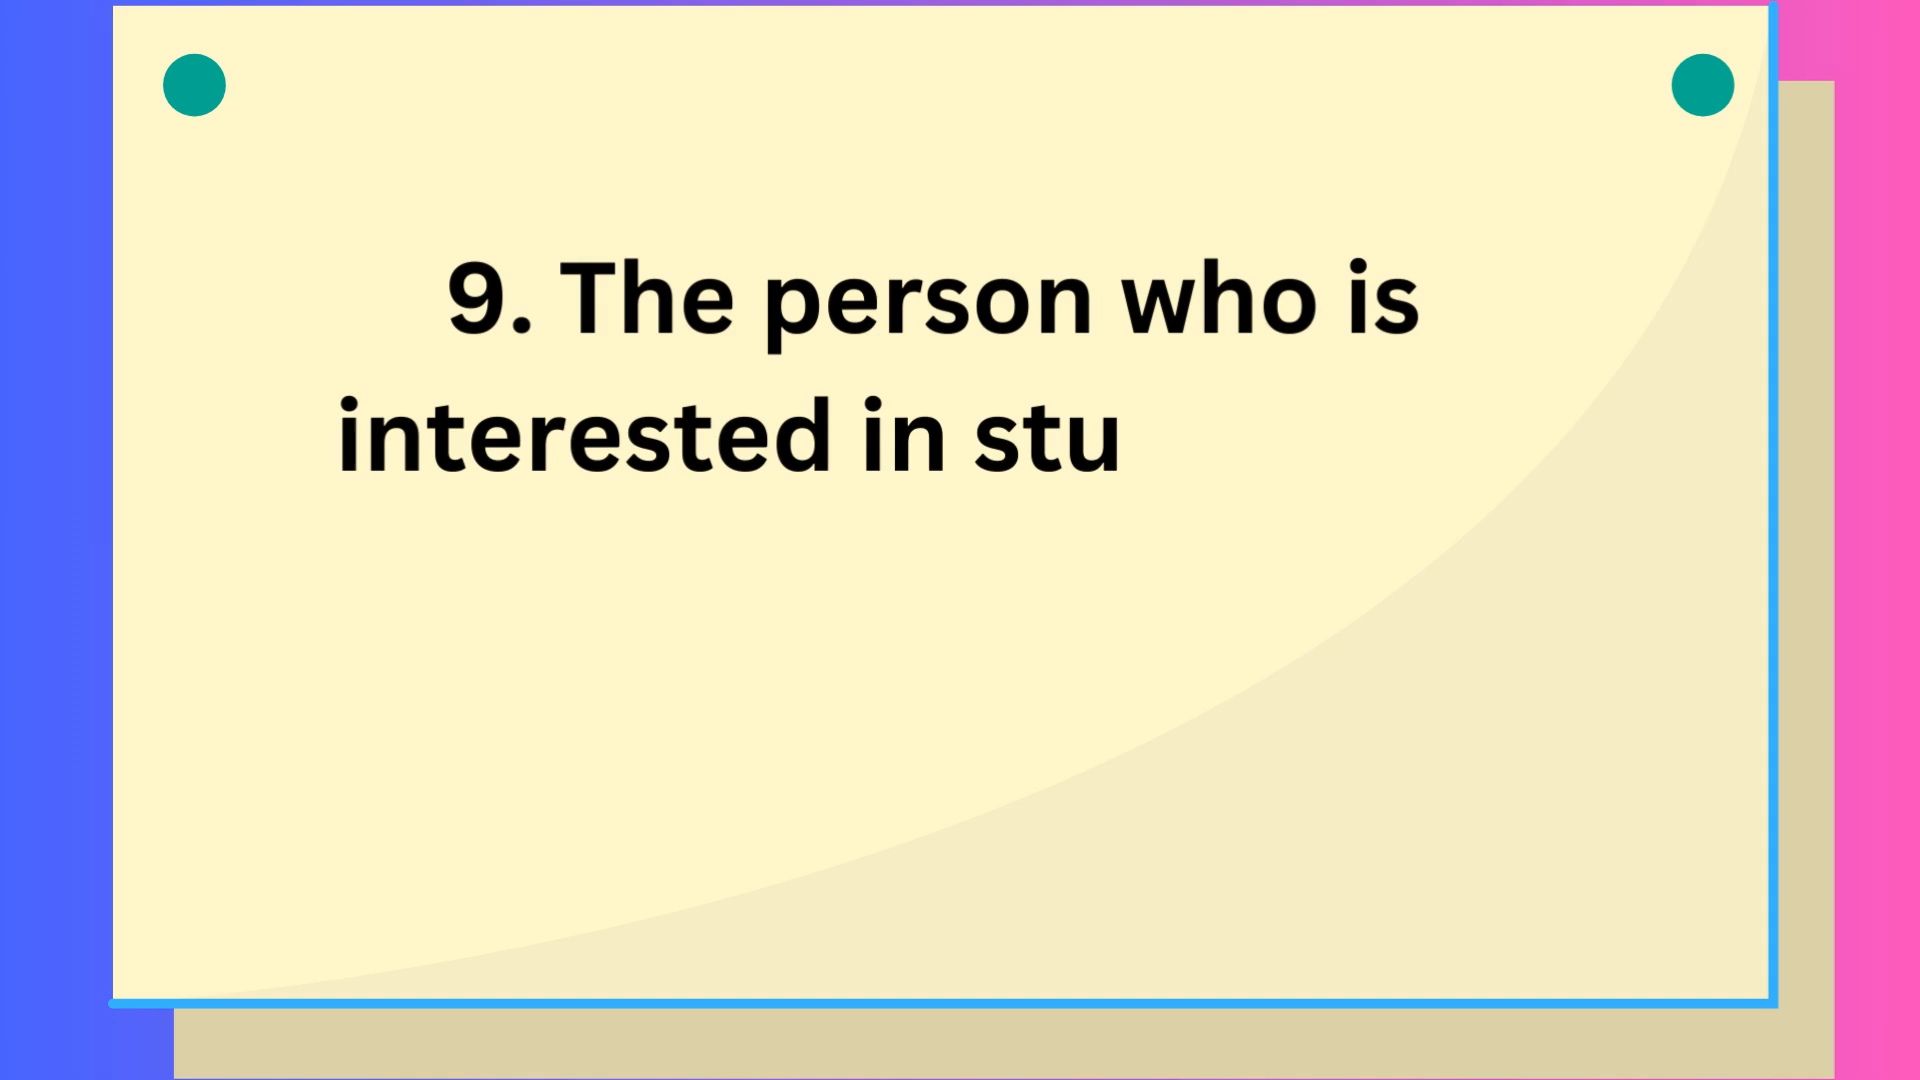 9. The person who is
interested in stu